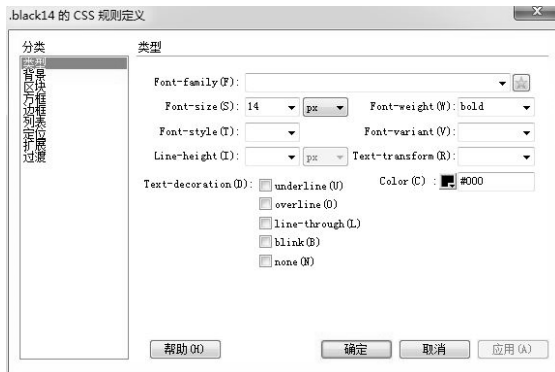 .black14 的 CSS 规则定义
分类
类型
背景
区块
方框
边框
列表
定位
扩展
过渡
类型
Font-family(F):
Font-size(S): 14 px Font-weight(W): bold
Font-style(T): Font-variant(V):
Line-height(I): px Text-transform(R):
Text-decoration(D): underline(U) Color(C) : #000
overline(O)
line-through(L)
blink(B)
none(N)
帮助(H) 确定 取消 应用(A)